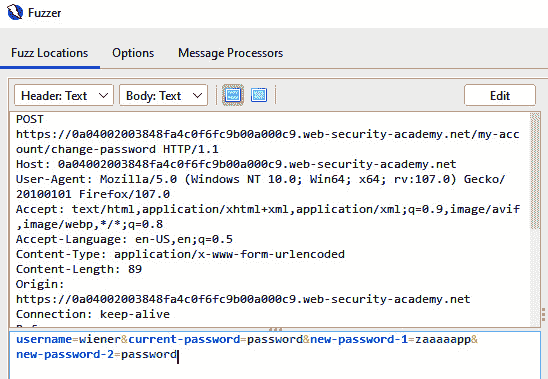 Fuzzer
Fuzz Locations Options Message Processors
Header: Text Body: Text Edit
POST
https://0a04002003848fa4c0f6fc9b00a000c9.web-security-academy.net/my-acc
ount/change-password HTTP/1.1
Host: 0a04002003848fa4c0f6fc9b00a000c9.web-security-academy.net
User-Agent: Mozilla/5.0 (Windows NT 10.0; Win64; x64; rv:107.0) Gecko/
20100101 Firefox/107.0
Accept: text/html,application/xhtml+xml,application/xml;q=0.9,image/avif
,image/webp,*/*;q=0.8
Accept-Language: en-US,en;q=0.5
Content-Type: application/x-www-form-urlencoded
Content-Length: 89
Origin:
https://0a04002003848fa4c0f6fc9b00a000c9.web-security-academy.net
Connection: keep-alive
username=wiener&current-password=password&new-password-1=zaaaaapp&
new-password-2=password